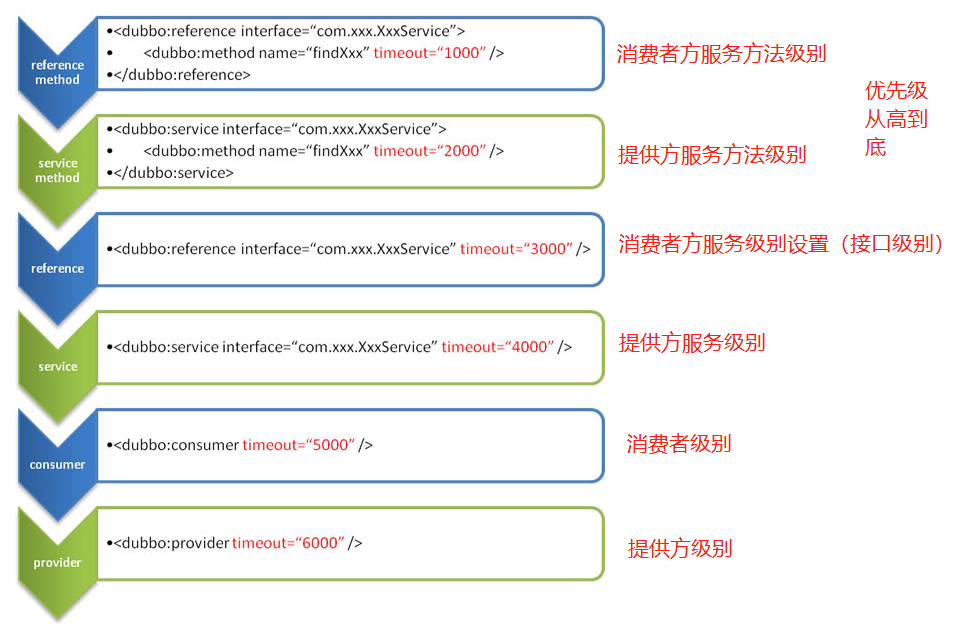 reference
method
•<dubbo:reference interface=“com.xxx.XxxService”>
• <dubbo:method name=“findXxx” timeout=“1000” />
•</dubbo:reference>
消费者方服务方法级别
优先级
从高到
底
service
method
•<dubbo:service interface=“com.xxx.XxxService”>
• <dubbo:method name=“findXxx” timeout=“2000” />
•</dubbo:service>
提供方服务方法级别
reference
•<dubbo:reference interface=“com.xxx.XxxService” timeout=“3000” />
消费者方服务级别设置（接口级别）
service
•<dubbo:service interface=“com.xxx.XxxService” timeout=“4000” />
提供方服务级别
consumer
•<dubbo:consumer timeout=“5000” />
消费者级别
provider
•<dubbo:provider timeout=“6000” />
提供方级别